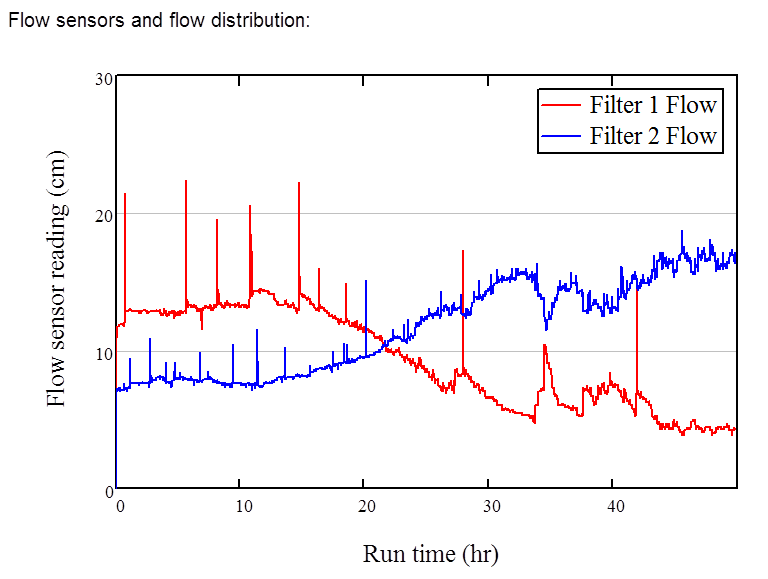 Flow sensors and flow distribution:
30
Filter 1 Flow
Filter 2 Flow
20
10
0
Flow sensor reading (cm)
0 10 20 30 40
Run time (hr)